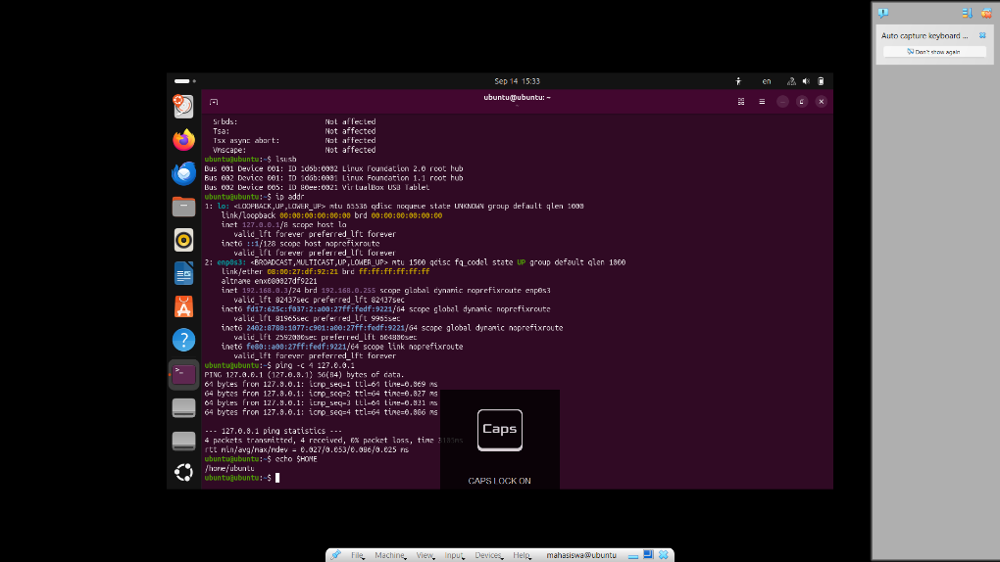 Sep 14 15:33
en
ubuntu@ubuntu: ~
~
Srbds: Not affected
Tsa: Not affected
Tsx async abort: Not affected
Vmscape: Not affected
ubuntu@ubuntu:~$ lsusb
Bus 001 Device 001: ID 1d6b:0002 Linux Foundation 2.0 root hub
Bus 002 Device 001: ID 1d6b:0001 Linux Foundation 1.1 root hub
Bus 002 Device 005: ID 80ee:0021 VirtualBox USB Tablet
ubuntu@ubuntu:~$ ip addr
1: lo: <LOOPBACK,UP,LOWER_UP> mtu 65536 qdisc noqueue state UNKNOWN group default qlen 1000
link/loopback 00:00:00:00:00:00 brd 00:00:00:00:00:00
inet 127.0.0.1/8 scope host lo
valid_lft forever preferred_lft forever
inet6 ::1/128 scope host noprefixroute
valid_lft forever preferred_lft forever
2: enp0s3: <BROADCAST,MULTICAST,UP,LOWER_UP> mtu 1500 qdisc fq_codel state UP group default qlen 1000
link/ether 08:00:27:df:92:21 brd ff:ff:ff:ff:ff:ff
altname enx080027df9221
inet 192.168.0.3/24 brd 192.168.0.255 scope global dynamic noprefixroute enp0s3
valid_lft 82437sec preferred_lft 82437sec
inet6 fd17:625c:f037:2:a00:27ff:fedf:9221/64 scope global dynamic noprefixroute
valid_lft 81965sec preferred_lft 9965sec
inet6 2402:8780:1077:c901:a00:27ff:fedf:9221/64 scope global dynamic noprefixroute
valid_lft 2592000sec preferred_lft 604800sec
inet6 fe80::a00:27ff:fedf:9221/64 scope link noprefixroute
valid_lft forever preferred_lft forever
ubuntu@ubuntu:~$ ping -c 4 127.0.0.1
PING 127.0.0.1 (127.0.0.1) 56(84) bytes of data.
64 bytes from 127.0.0.1: icmp_seq=1 ttl=64 time=0.069 ms
64 bytes from 127.0.0.1: icmp_seq=2 ttl=64 time=0.027 ms
64 bytes from 127.0.0.1: icmp_seq=3 ttl=64 time=0.031 ms
64 bytes from 127.0.0.1: icmp_seq=4 ttl=64 time=0.086 ms
--- 127.0.0.1 ping statistics ---
4 packets transmitted, 4 received, 0% packet loss, time
rtt min/avg/max/mdev = 0.027/0.053/0.086/0.025 ms
ubuntu@ubuntu:~$ echo $HOME
/home/ubuntu
ubuntu@ubuntu:~$
Caps
CAPS LOCK ON
Auto capture keyboard ...
Don't show again
File Machine View Input Devices Help mahasiswa@ubuntu